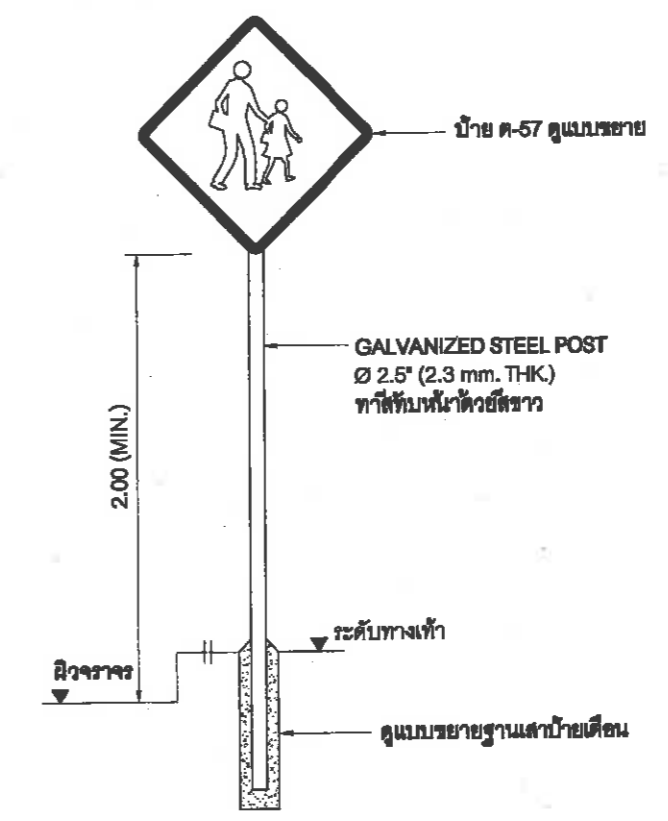 ป้าย ต-57 ดูแบบขยาย
GALVANIZED STEEL POST
Ø 2.5" (2.3 mm. THK.)
ทาสีทับหน้าด้วยสีขาว
2.00 (MIN.)
ระดับทางเท้า
ผิวจราจร
ดูแบบขยายฐานเสาป้ายเตือน